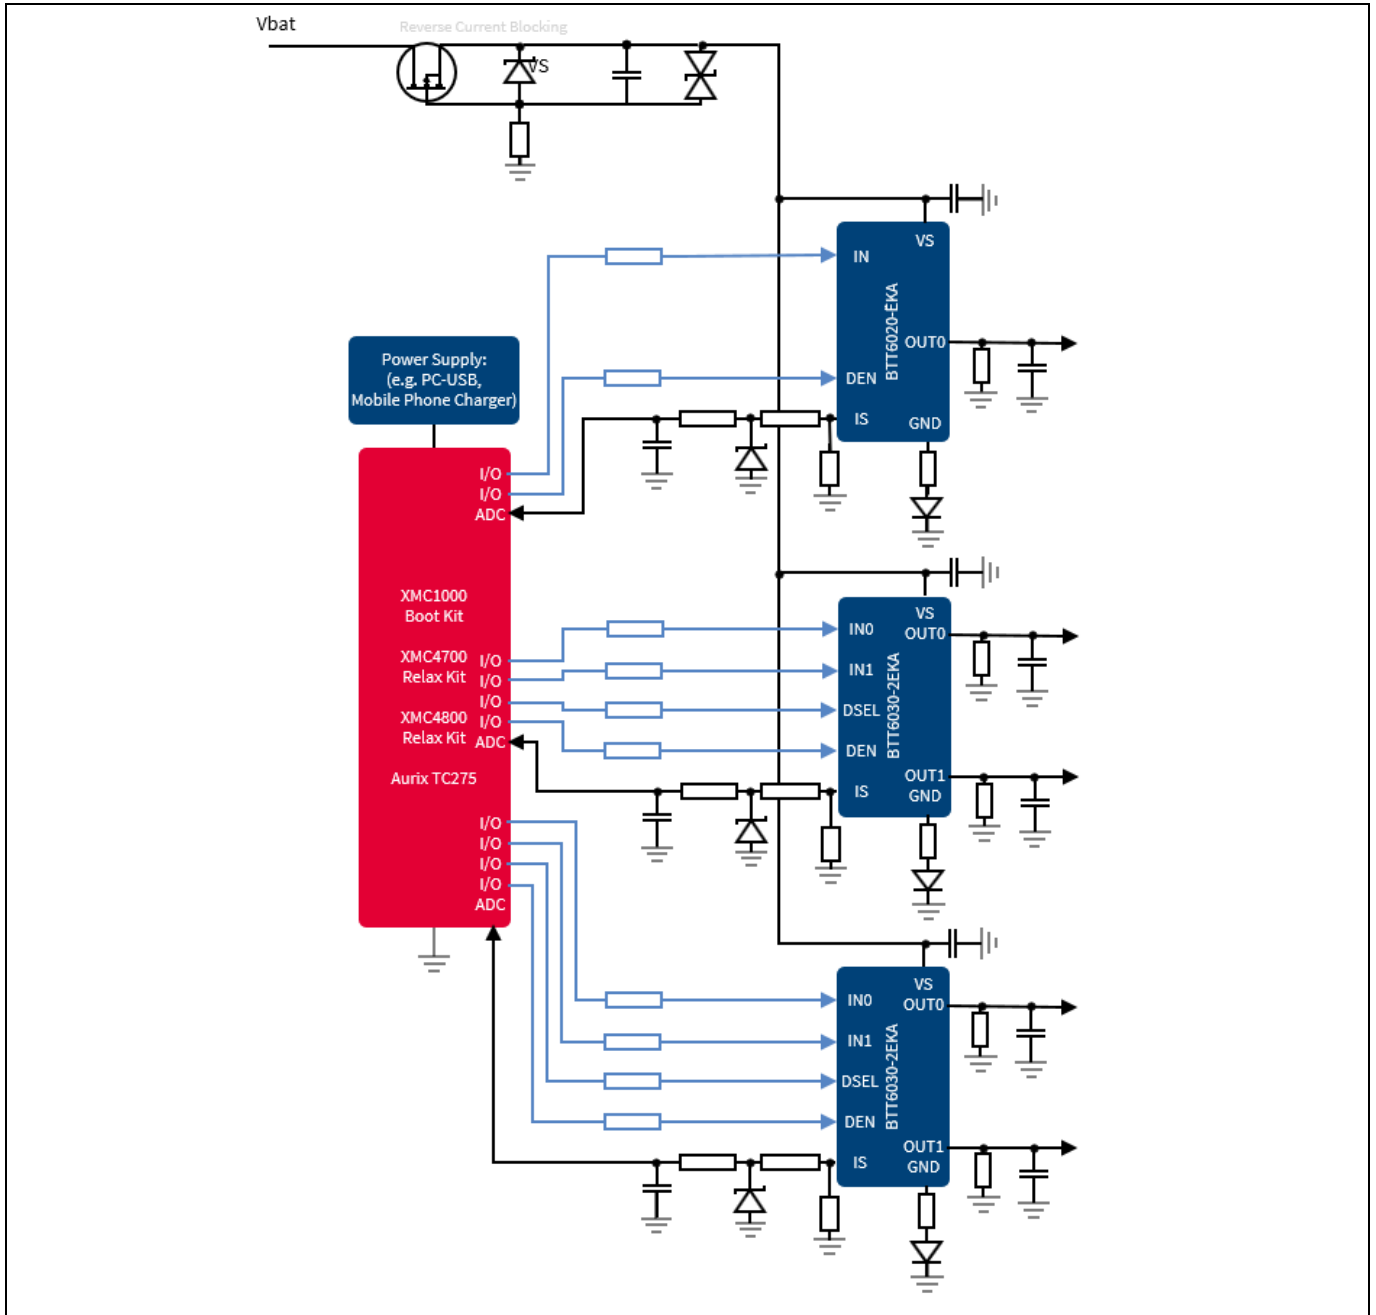 Vbat
Reverse Current Blocking
VS
VS
IN
BTT6020-EKA
OUT0
DEN
IS
GND
Power Supply:
(e.g. PC-USB,
Mobile Phone Charger)
I/O
I/O
ADC
XMC1000
Boot Kit
XMC4700
Relax Kit
XMC4800
Relax Kit
Aurix TC275
I/O
I/O
I/O
I/O
ADC
I/O
I/O
I/O
I/O
ADC
VS
OUT0
IN0
IN1
DSEL
DEN
IS
BTT6030-2EKA
OUT1
GND
VS
OUT0
IN0
IN1
DSEL
DEN
IS
BTT6030-2EKA
OUT1
GND